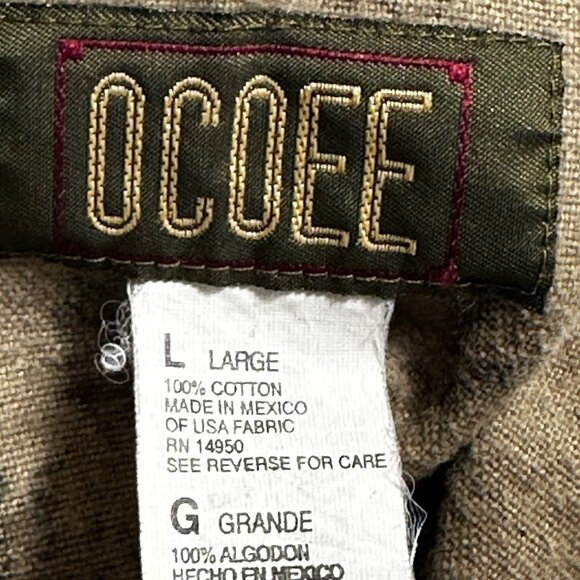 OCOEE
L LARGE
100% COTTON
MADE IN MEXICO
OF USA FABRIC
RN 14950
SEE REVERSE FOR CARE
G GRANDE
100% ALGODON
HECHO EN MEXICO